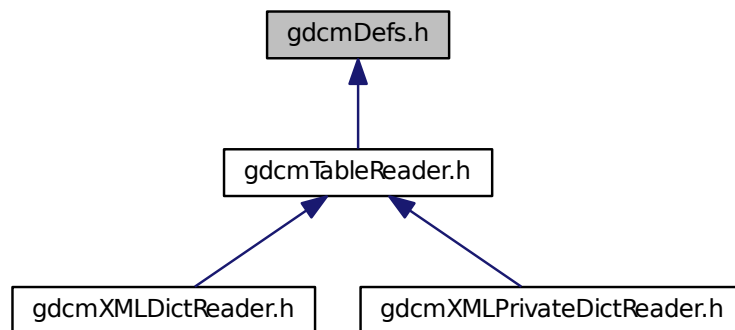 gdcmDefs.h
gdcmTableReader.h
gdcmXMLDictReader.h
gdcmXMLPrivateDictReader.h